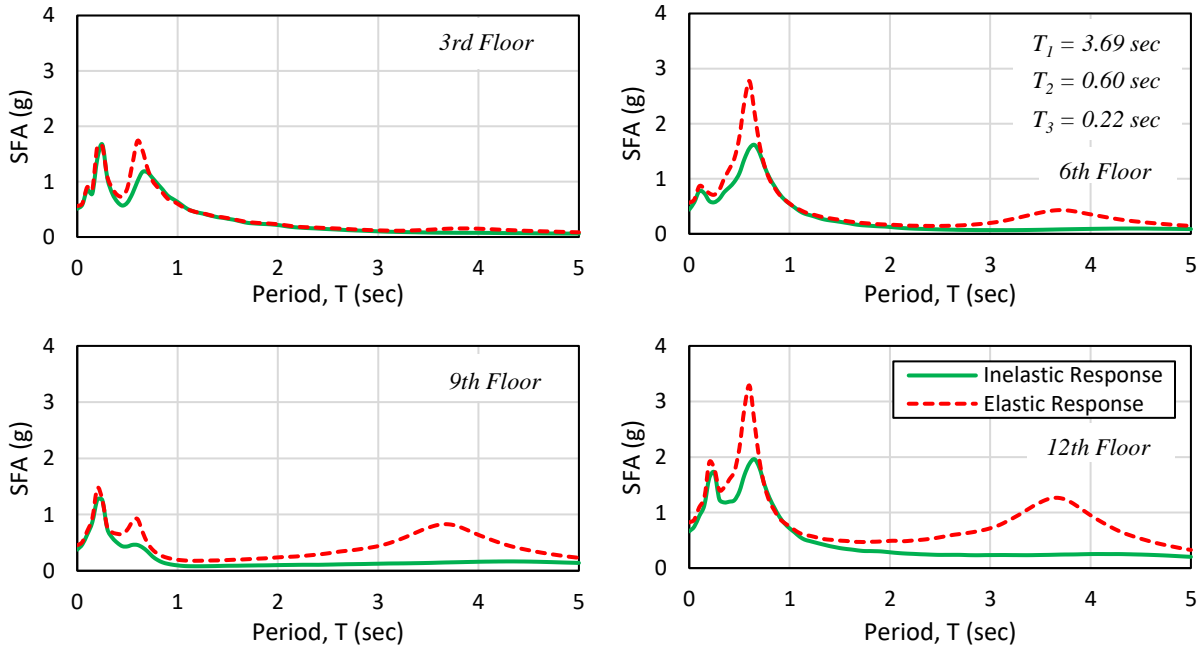 4
3rd Floor
3
SFA (g)
2
1
0
0 1 2 3 4 5
Period, T (sec)
4
T1 = 3.69 sec
3
T2 = 0.60 sec
SFA (g)
2
T3 = 0.22 sec
6th Floor
1
0
0 1 2 3 4 5
Period, T (sec)
4
9th Floor
3
SFA (g)
2
1
0
0 1 2 3 4 5
Period, T (sec)
4
Inelastic Response
Elastic Response
3
12th Floor
SFA (g)
2
1
0
0 1 2 3 4 5
Period, T (sec)